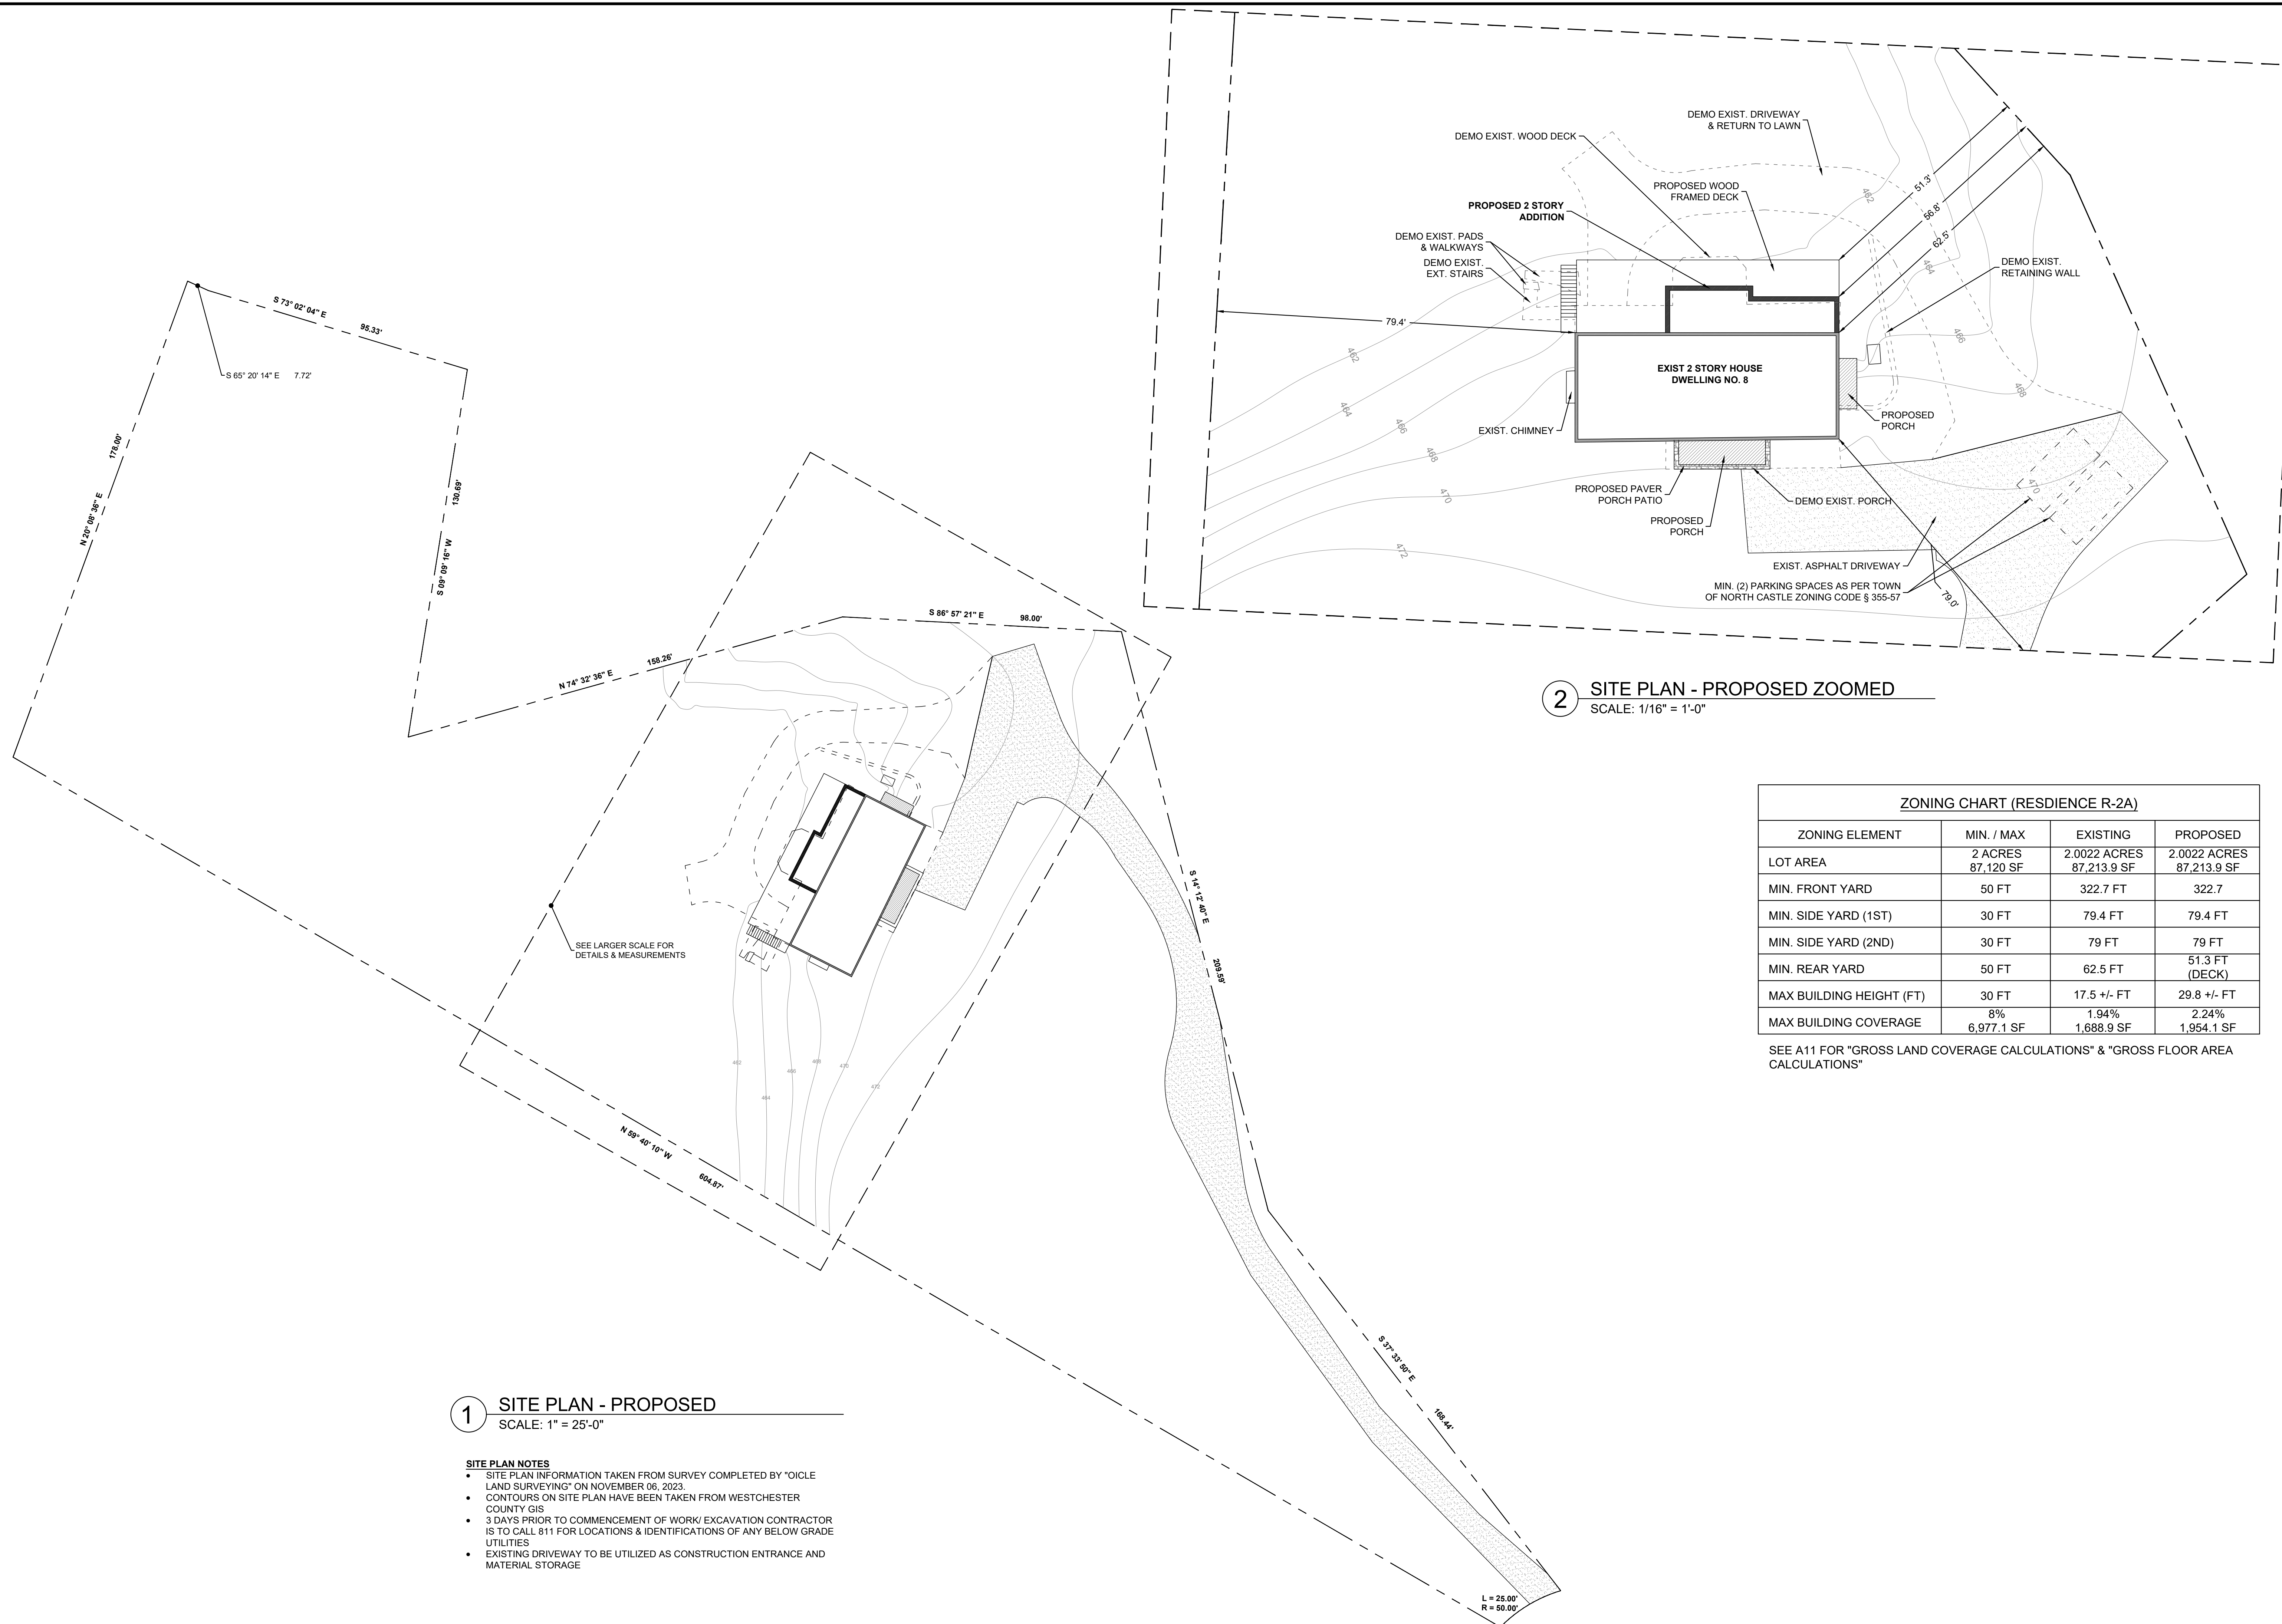 DEMO EXIST. DRIVEWAY
& RETURN TO LAWN
DEMO EXIST. WOOD DECK
PROPOSED WOOD
FRAMED DECK
PROPOSED 2 STORY
ADDITION
DEMO EXIST. PADS
& WALKWAYS
DEMO EXIST.
EXT. STAIRS
51.3'
56.8'
62.5'
DEMO EXIST.
RETAINING WALL
79.4'
462
464
466
468
470
472
462
464
466
468
470
EXIST 2 STORY HOUSE
DWELLING NO. 8
EXIST. CHIMNEY
PROPOSED
PORCH
PROPOSED PAVER
PORCH PATIO
DEMO EXIST. PORCH
PROPOSED
PORCH
EXIST. ASPHALT DRIVEWAY
MIN. (2) PARKING SPACES AS PER TOWN
OF NORTH CASTLE ZONING CODE § 355-57
79.0'
2
SITE PLAN - PROPOSED ZOOMED
SCALE: 1/16" = 1'-0"
S 73° 02' 04" E 95.33'
S 65° 20' 14" E 7.72'
N 20° 08' 36" E 178.00'
S 09° 09' 16" W 130.69'
N 74° 32' 36" E 158.26'
S 86° 57' 21" E 98.00'
SEE LARGER SCALE FOR
DETAILS & MEASUREMENTS
462
464
466
468
470
472
S 14° 12' 40" E 209.59'
N 59° 40' 10" W 604.87'
S 37° 33' 50" E 168.44'
L = 25.00'
R = 50.00'
ZONING CHART (RESDIENCE R-2A)
ZONING ELEMENT MIN. / MAX EXISTING PROPOSED
LOT AREA 2 ACRES 87,120 SF 2.0022 ACRES 87,213.9 SF 2.0022 ACRES 87,213.9 SF
MIN. FRONT YARD 50 FT 322.7 FT 322.7
MIN. SIDE YARD (1ST) 30 FT 79.4 FT 79.4 FT
MIN. SIDE YARD (2ND) 30 FT 79 FT 79 FT
MIN. REAR YARD 50 FT 62.5 FT 51.3 FT (DECK)
MAX BUILDING HEIGHT (FT) 30 FT 17.5 +/- FT 29.8 +/- FT
MAX BUILDING COVERAGE 8% 6,977.1 SF 1.94% 1,688.9 SF 2.24% 1,954.1 SF
SEE A11 FOR "GROSS LAND COVERAGE CALCULATIONS" & "GROSS FLOOR AREA
CALCULATIONS"
1
SITE PLAN - PROPOSED
SCALE: 1" = 25'-0"
SITE PLAN NOTES
• SITE PLAN INFORMATION TAKEN FROM SURVEY COMPLETED BY "OICLE
LAND SURVEYING" ON NOVEMBER 06, 2023.
• CONTOURS ON SITE PLAN HAVE BEEN TAKEN FROM WESTCHESTER
COUNTY GIS
• 3 DAYS PRIOR TO COMMENCEMENT OF WORK/ EXCAVATION CONTRACTOR
IS TO CALL 811 FOR LOCATIONS & IDENTIFICATIONS OF ANY BELOW GRADE
UTILITIES
• EXISTING DRIVEWAY TO BE UTILIZED AS CONSTRUCTION ENTRANCE AND
MATERIAL STORAGE